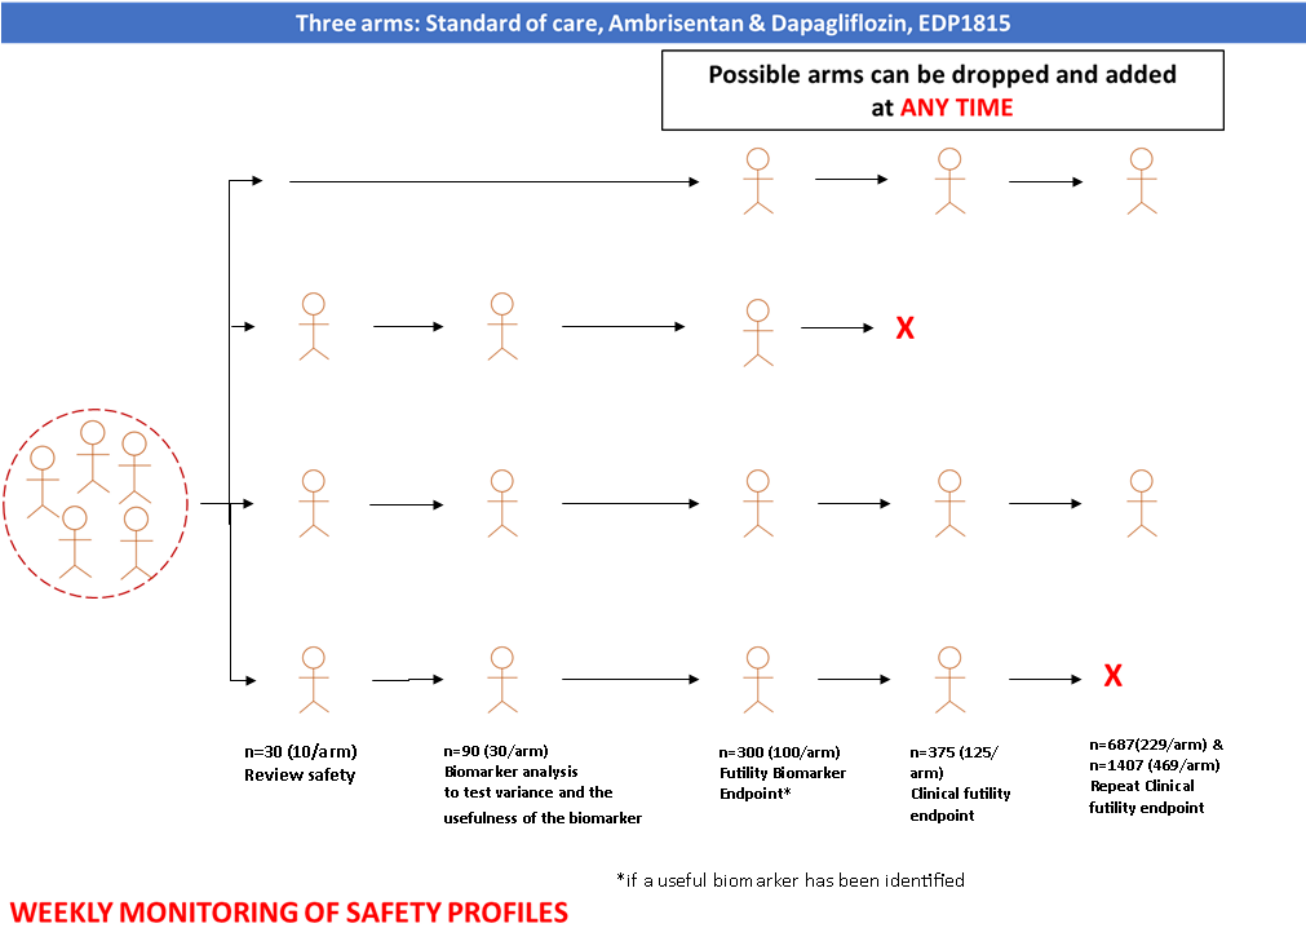 Three arms: Standard of care, Ambrisentan & Dapagliflozin, EDP1815
Possible arms can be dropped and added
at ANY TIME
X
X
n=30 (10/arm)
Review safety
n=90 (30/arm)
Biomarker analysis
to test variance and the
usefulness of the biomarker
n=300 (100/arm)
Futility Biomarker
Endpoint*
n=375 (125/
arm)
Clinical futility
endpoint
n=687(229/arm) &
n=1407 (469/arm)
Repeat Clinical
futility endpoint
*if a useful biomarker has been identified
WEEKLY MONITORING OF SAFETY PROFILES